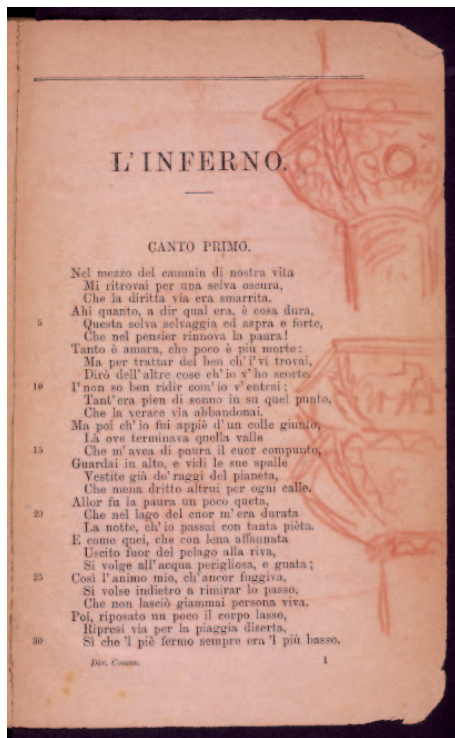 L'INFERNO.
CANTO PRIMO.
Nel mezzo del cammin di nostra vita
Mi ritrovai per una selva oscura,
Che la diritta via era smarrita.
Ahi quanto, a dir qual era, è cosa dura,
5 Questa selva selvaggia ed aspra e forte,
Che nel pensier rinnova la paura!
Tanto è amara, che poco è più morte:
Ma per trattar del ben ch'i' vi trovai,
Dirò dell'altre cose ch'io v'ho scorte.
10 I' non so ben ridir com'io v'entrai;
Tant'era pien di sonno in su quel punto,
Che la verace via abbandonai.
Ma poi ch'io fui appiè d'un colle giunto,
Là ove terminava quella valle
15 Che m'avea di paura il cuor compunto,
Guardai in alto, e vidi le sue spalle
Vestite già de' raggi del pianeta,
Che mena dritto altrui per ogni calle.
Allor fu la paura un poco queta,
20 Che nel lago del cuor m'era durata
La notte, ch'io passai con tanta pièta.
E come quei, che con lena affannata
Uscito fuor del pelago alla riva,
Si volge all'acqua perigliosa, e guata;
25 Così l'animo mio, ch'ancor fuggiva,
Si volse indietro a rimirar lo passo,
Che non lasciò giammai persona viva.
Poi, riposato un poco il corpo lasso,
Ripresi via per la piaggia diserta,
30 Sì che 'l piè fermo sempre era 'l più basso.
Div. Comm. 1